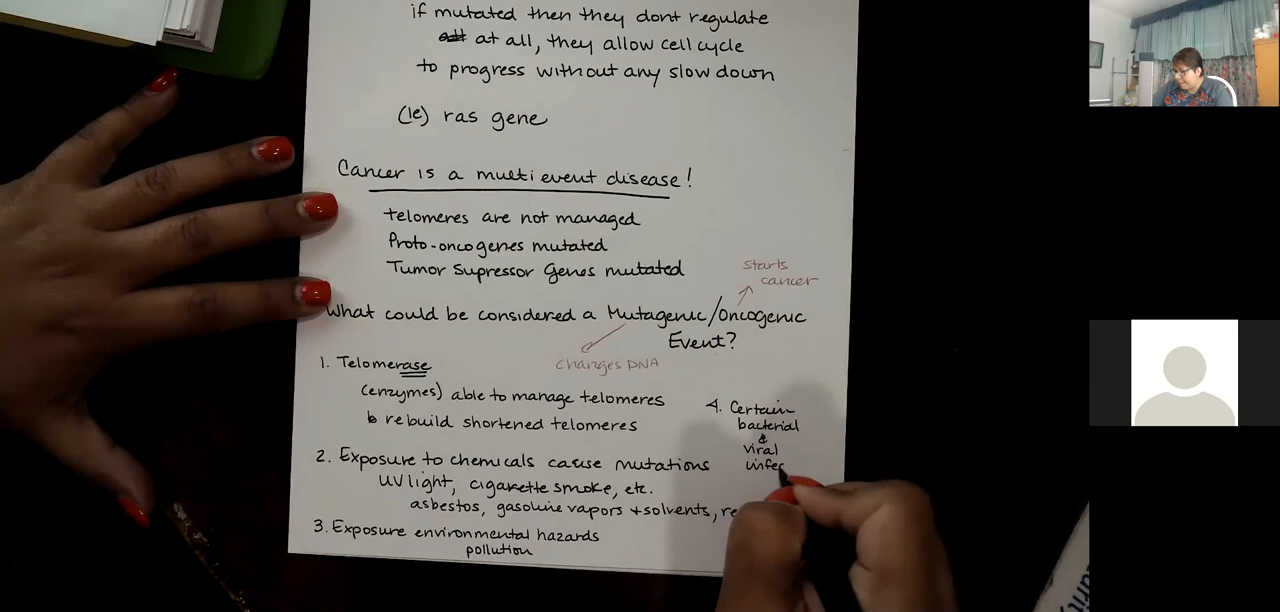 if mutated then they dont regulate
at all, they allow cell cycle
to progress without any slow down
(ie) ras gene
Cancer is a multi event disease!
telomeres are not managed
Proto-oncogenes mutated
Tumor Supressor Genes mutated
starts
cancer
What could be considered a Mutagenic/Oncogenic
Event?
changes DNA
1. Telomerase
(enzymes) able to manage telomeres
& rebuild shortened telomeres
2. Exposure to chemicals cause mutations
UV light, cigarette smoke, etc.
asbestos, gasoline vapors + solvents,
3. Exposure environmental hazards
pollution
4. Certain
bacterial
&
viral
infec